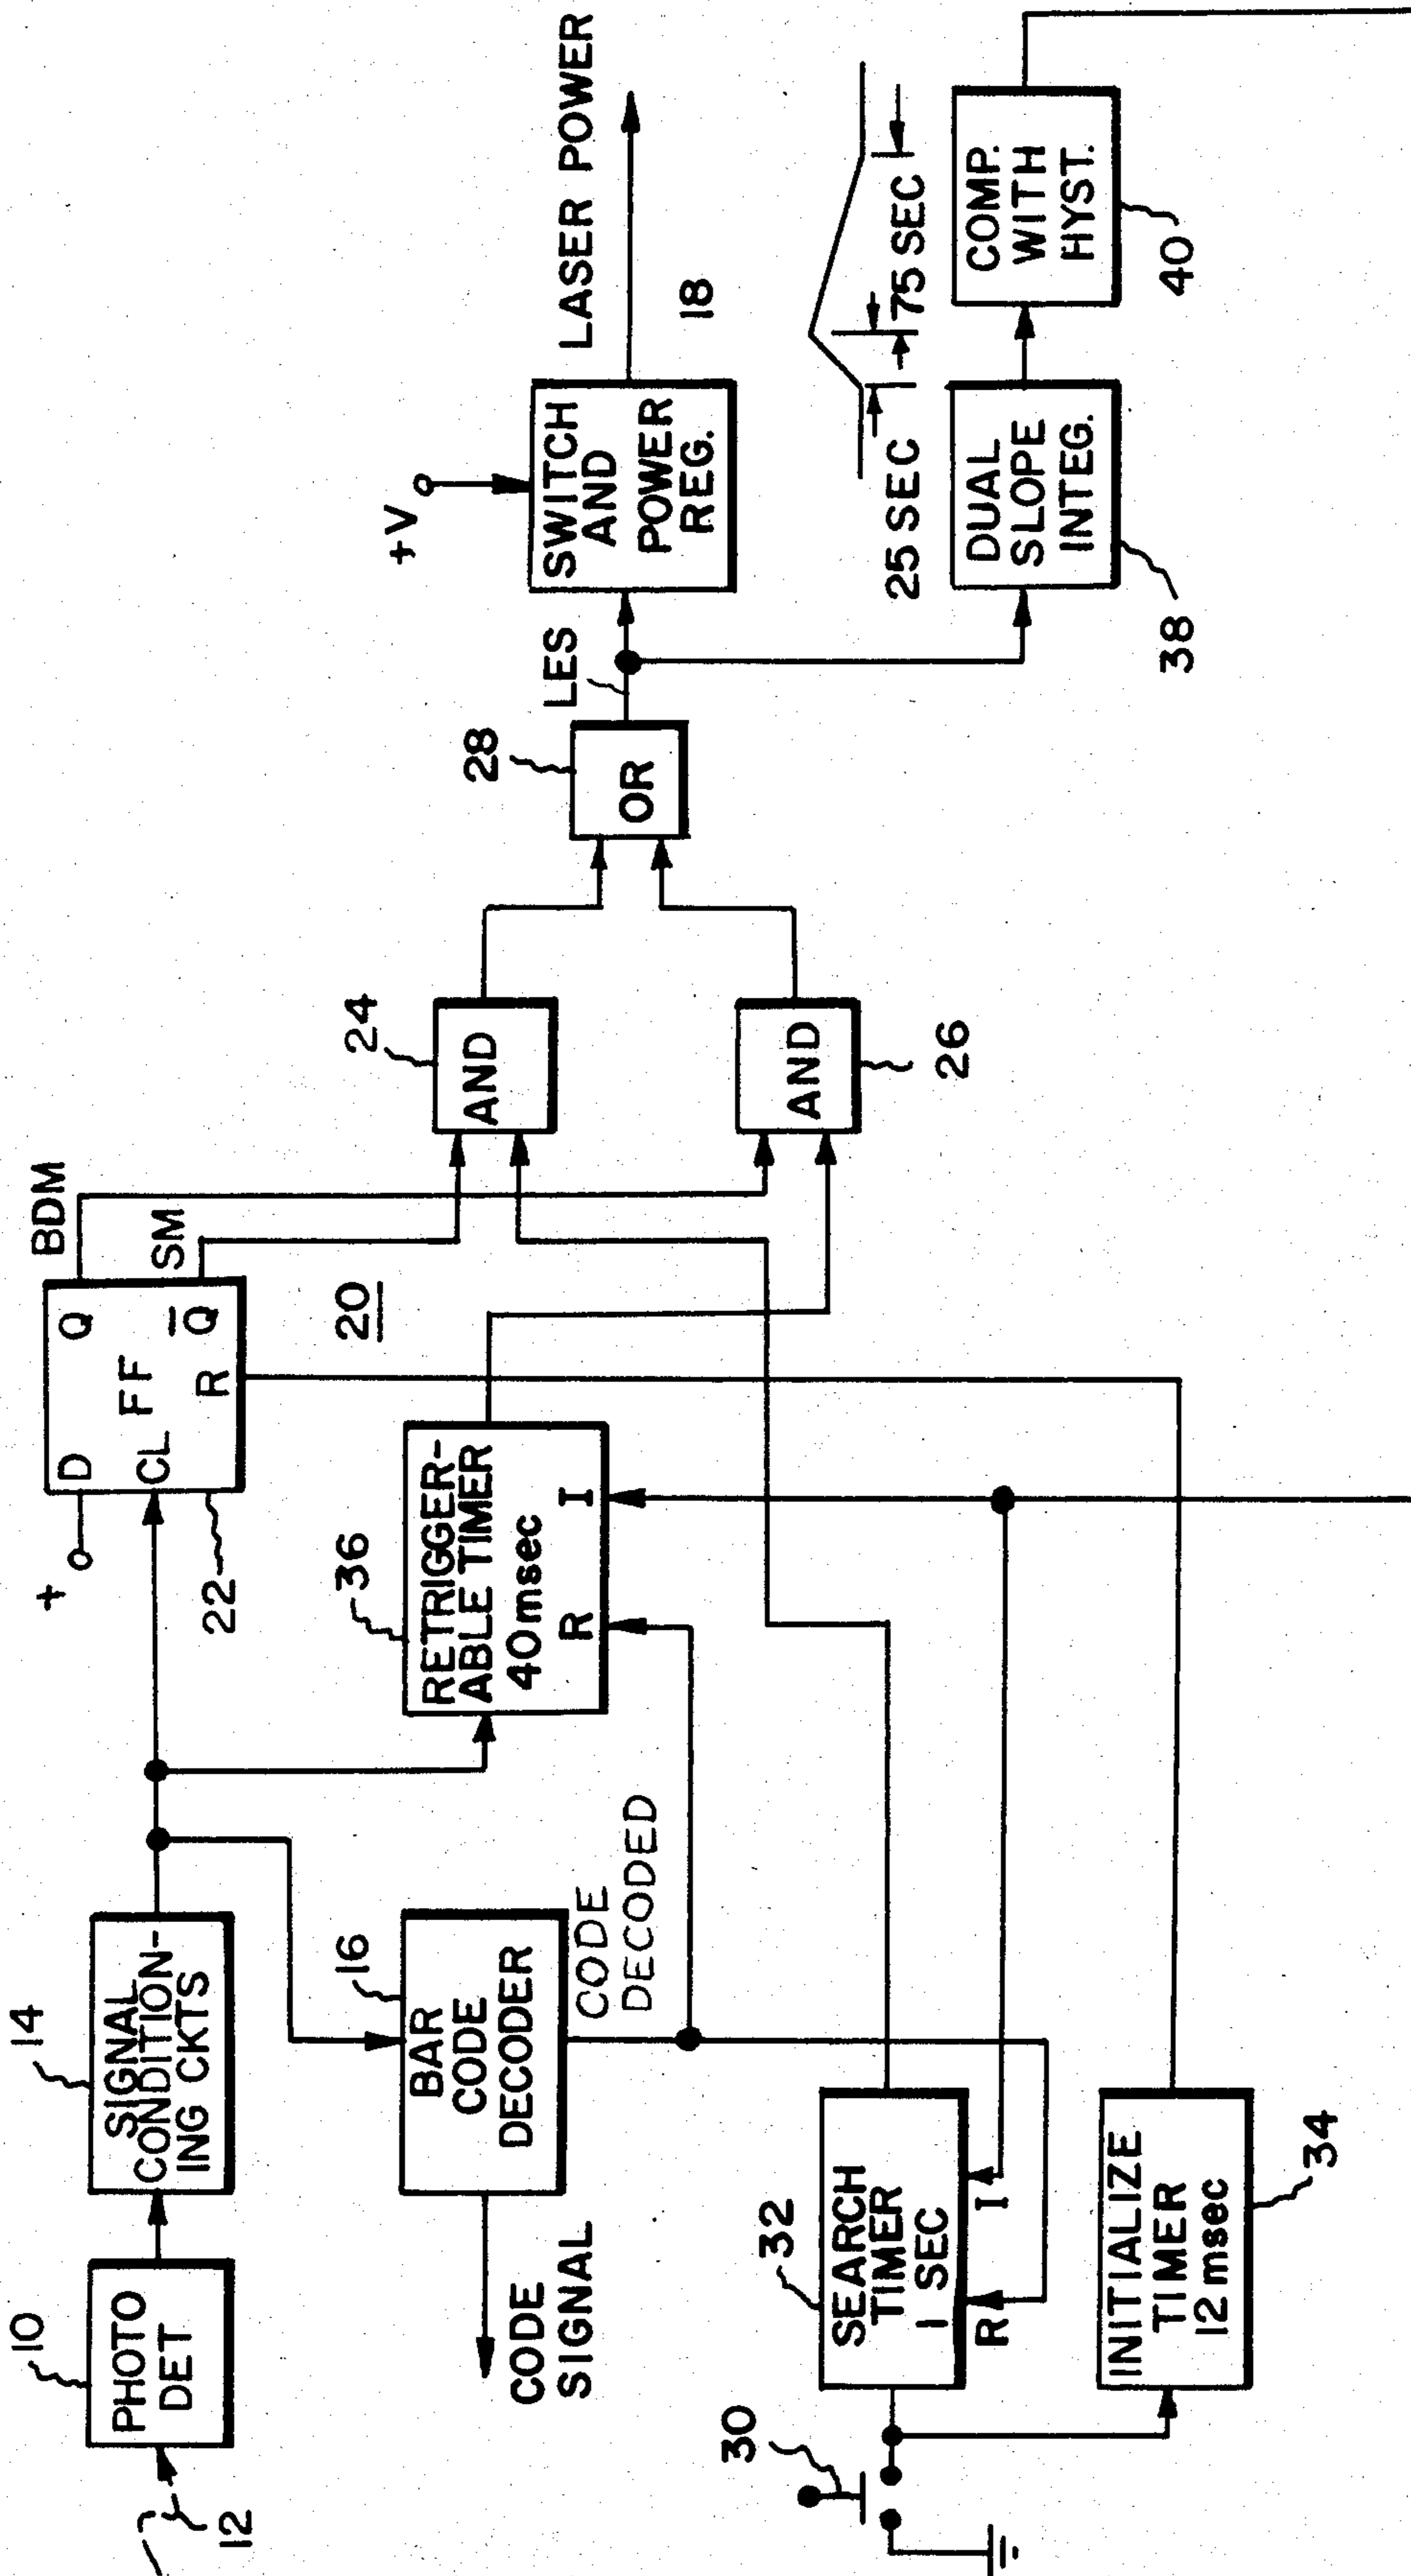 12
10
PHOTO
DET
14
SIGNAL
CONDITION-
ING CKTS
+
D Q
CL FF
Q
R
22
BDM
SM
20
16
BAR
CODE
DECODER
CODE
SIGNAL
CODE
DECODED
36
RETRIGGER-
ABLE TIMER
40msec
R I
24
AND
26
AND
28
OR
LES
+V
SWITCH
AND
POWER
REG.
LASER POWER
18
30
32
SEARCH
TIMER
1 SEC
R I
INITIALIZE
TIMER
12 msec
34
25 SEC
75 SEC
DUAL
SLOPE
INTEG.
38
COMP.
WITH
HYST.
40